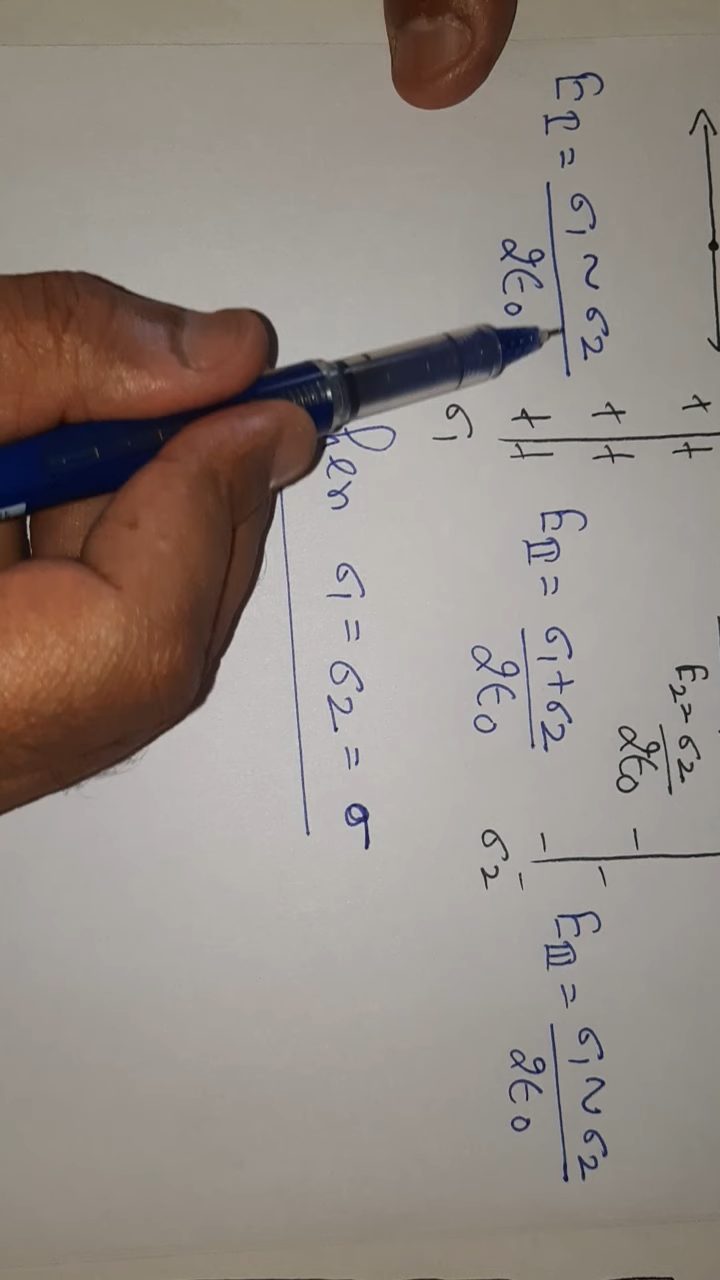 + +
E₂ = σ₂/2ε₀
-
E_I = σ₁ ~ σ₂/2ε₀
+ +
E_II = σ₁ + σ₂/2ε₀
-
E_III = σ₁ ~ σ₂/2ε₀
+ +
-
-
σ₁
σ₂
σ₁ = σ₂ = σ